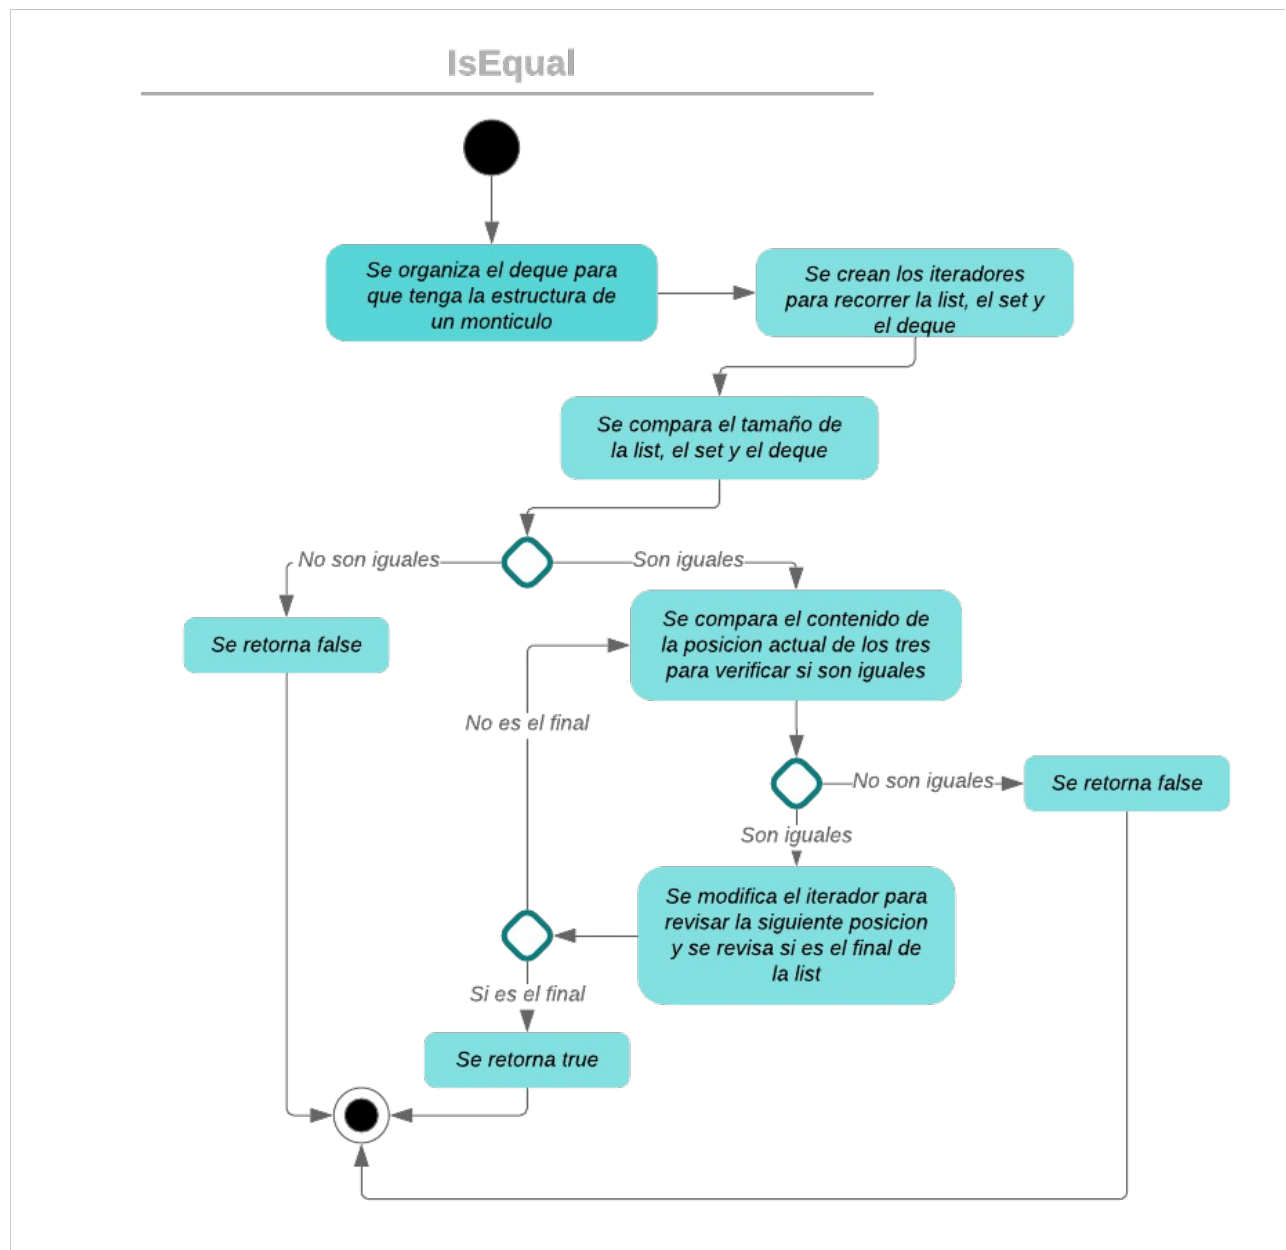 IsEqual
Se organiza el deque para
que tenga la estructura de
un monticulo
Se crean los iteradores
para recorrer la list, el set y
el deque
Se compara el tamaño de
la list, el set y el deque
No son iguales
Son iguales
Se retorna false
Se compara el contenido de
la posicion actual de los tres
para verificar si son iguales
No es el final
No son iguales
Se retorna false
Son iguales
Se modifica el iterador para
revisar la siguiente posicion
y se revisa si es el final de
la list
Si es el final
Se retorna true